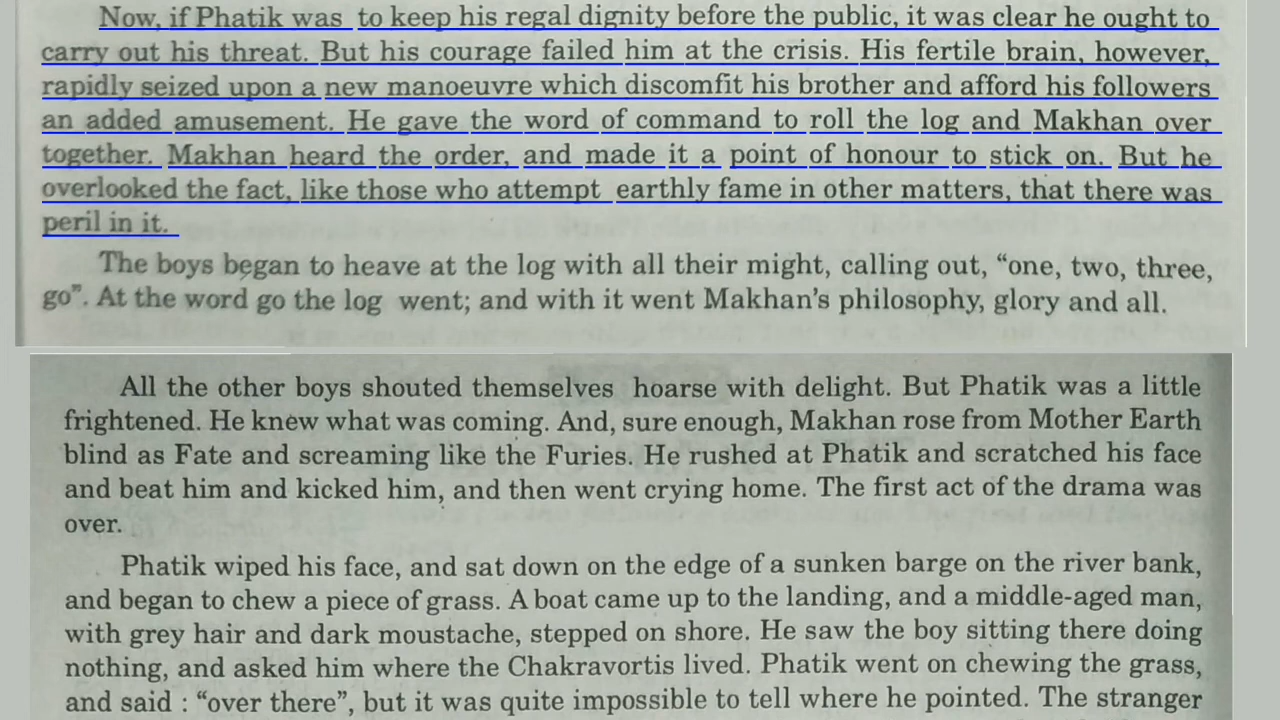 Now, if Phatik was to keep his regal dignity before the public, it was clear he ought to
carry out his threat. But his courage failed him at the crisis. His fertile brain, however,
rapidly seized upon a new manoeuvre which discomfit his brother and afford his followers
an added amusement. He gave the word of command to roll the log and Makhan over
together. Makhan heard the order, and made it a point of honour to stick on. But he
overlooked the fact, like those who attempt earthly fame in other matters, that there was
peril in it.
The boys began to heave at the log with all their might, calling out, “one, two, three,
go”. At the word go the log went; and with it went Makhan’s philosophy, glory and all.
All the other boys shouted themselves hoarse with delight. But Phatik was a little
frightened. He knew what was coming. And, sure enough, Makhan rose from Mother Earth
blind as Fate and screaming like the Furies. He rushed at Phatik and scratched his face
and beat him and kicked him, and then went crying home. The first act of the drama was
over.
Phatik wiped his face, and sat down on the edge of a sunken barge on the river bank,
and began to chew a piece of grass. A boat came up to the landing, and a middle-aged man,
with grey hair and dark moustache, stepped on shore. He saw the boy sitting there doing
nothing, and asked him where the Chakravortis lived. Phatik went on chewing the grass,
and said : “over there”, but it was quite impossible to tell where he pointed. The stranger